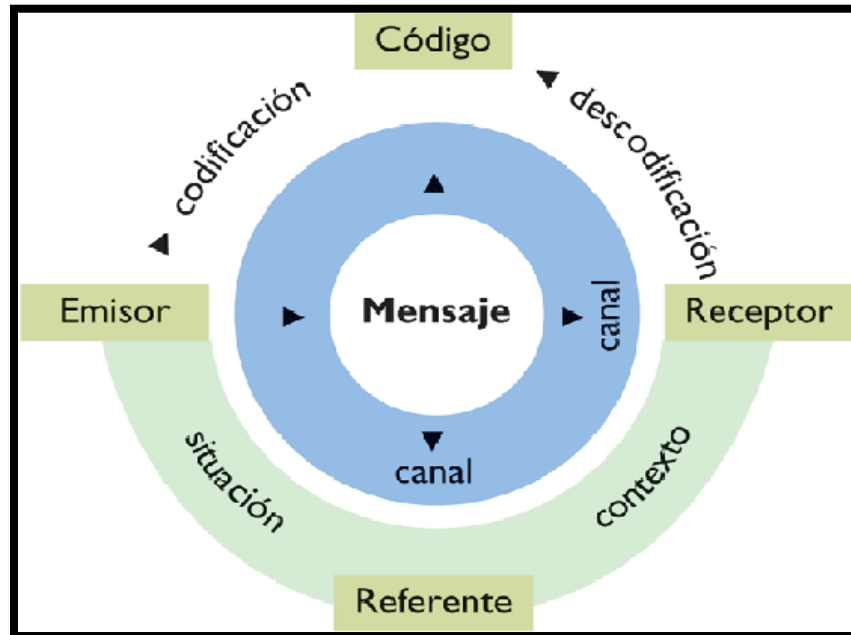 Código
codificación
descodificación
Emisor
Mensaje
canal
Receptor
canal
situación
contexto
Referente